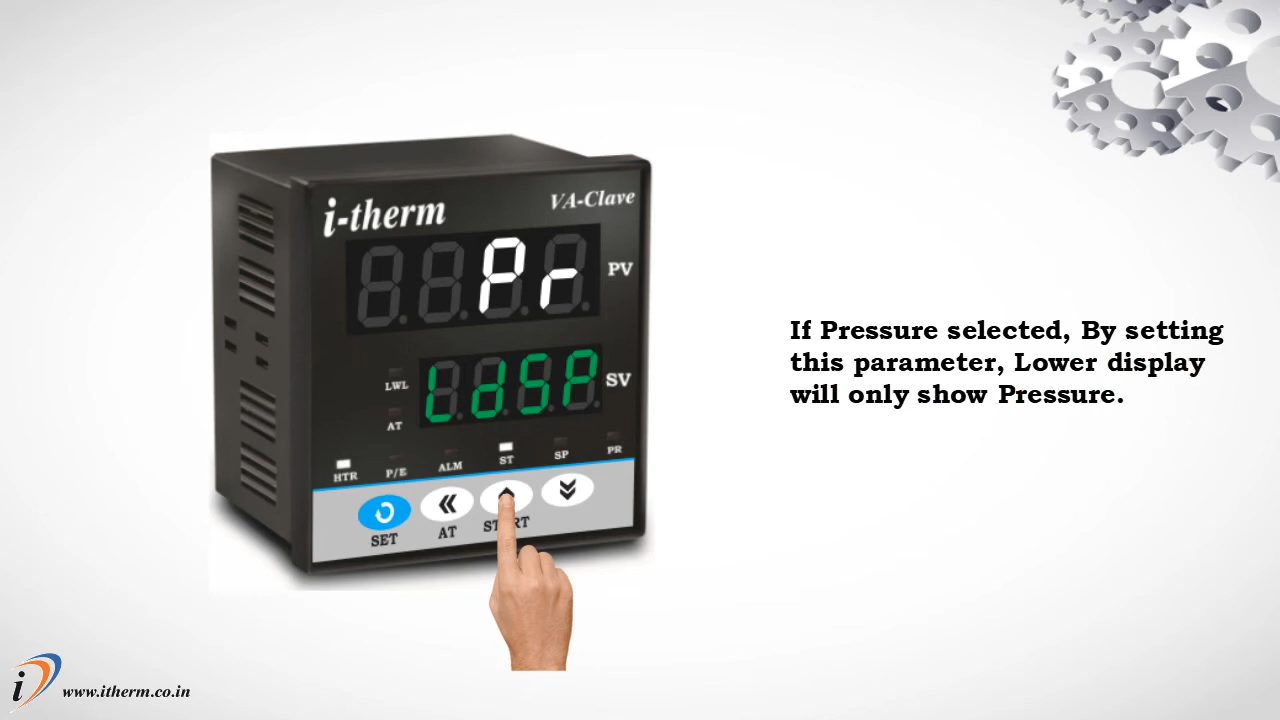 i-therm
VA-Clave
Pr
PV
LdSP
SV
LWL
AT
HTR
P/E
ALM
ST
SP
PR
SET
AT
If Pressure selected, By setting
this parameter, Lower display
will only show Pressure.
i
www.itherm.co.in